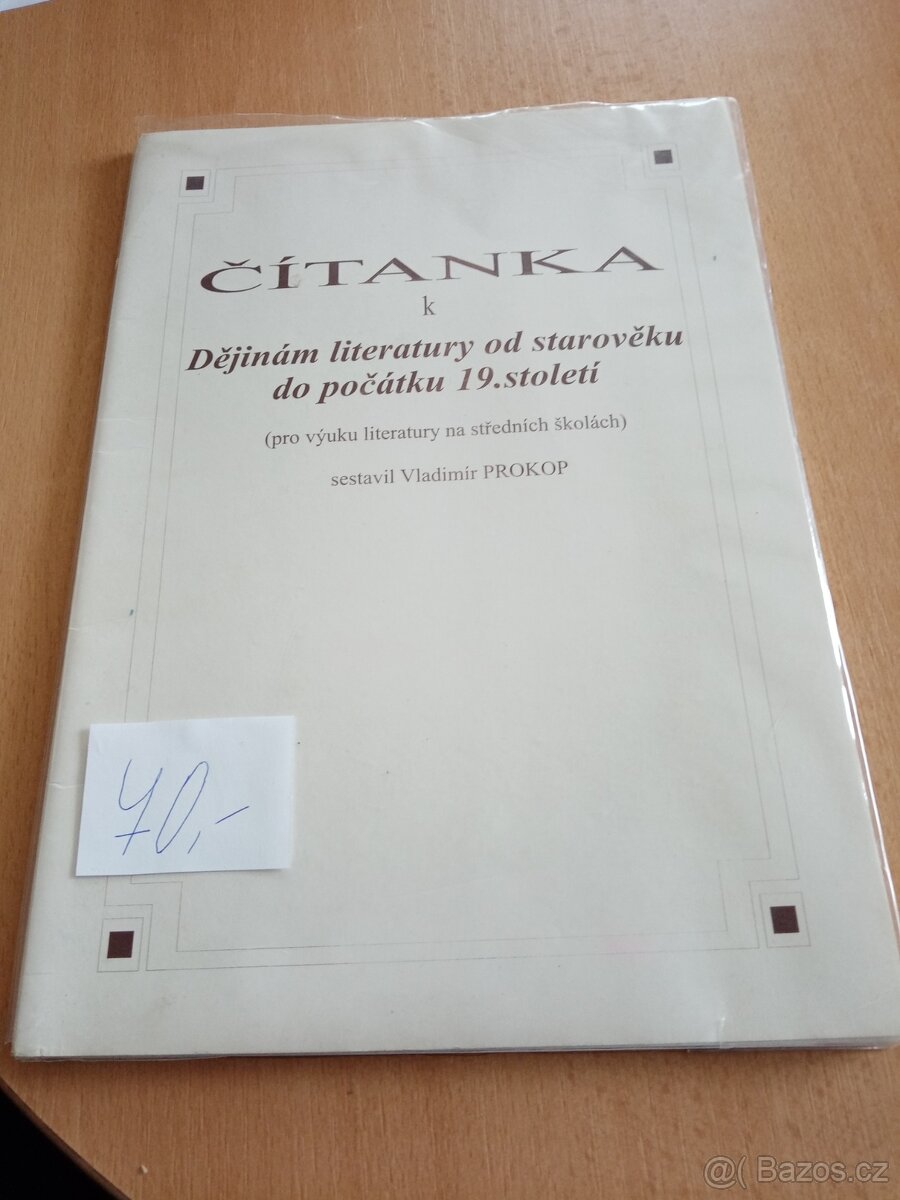 ČÍTANKA
k
Dějinám literatury od starověku
do počátku 19.století
(pro výuku literatury na středních školách)
sestavil Vladimír PROKOP
70,-
@( Bazos.cz